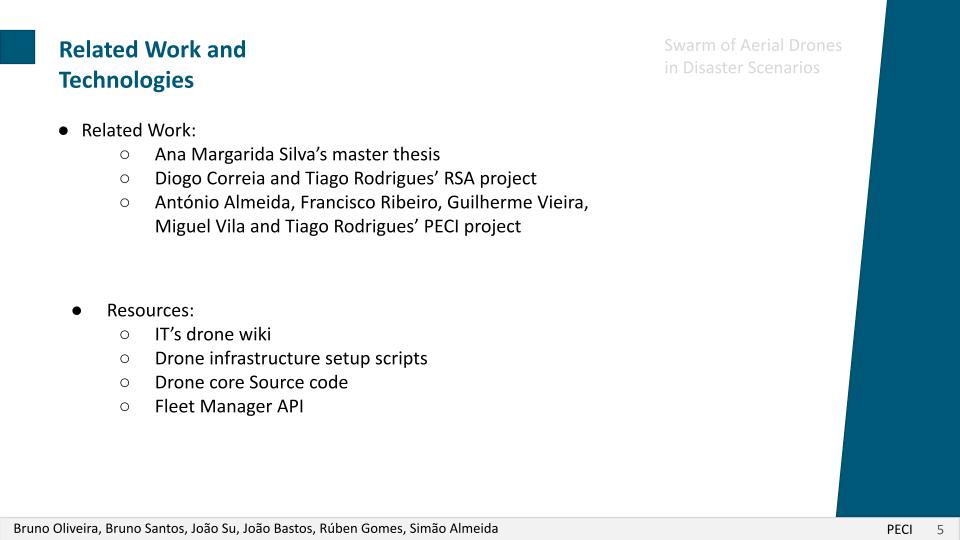 Related Work and
Technologies
Swarm of Aerial Drones
in Disaster Scenarios
● Related Work:
○ Ana Margarida Silva’s master thesis
○ Diogo Correia and Tiago Rodrigues’ RSA project
○ António Almeida, Francisco Ribeiro, Guilherme Vieira,
Miguel Vila and Tiago Rodrigues’ PECI project
● Resources:
○ IT’s drone wiki
○ Drone infrastructure setup scripts
○ Drone core Source code
○ Fleet Manager API
Bruno Oliveira, Bruno Santos, João Su, João Bastos, Rúben Gomes, Simão Almeida
PECI 5